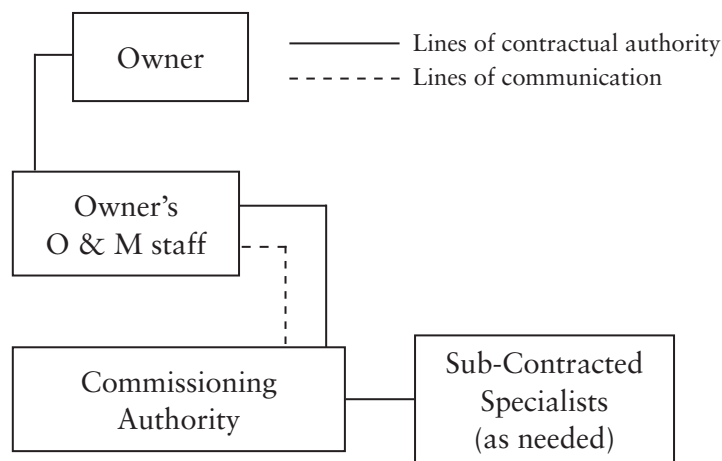 Owner
Lines of contractual authority
Lines of communication
Owner’s
O & M staff
Commissioning
Authority
Sub-Contracted
Specialists
(as needed)